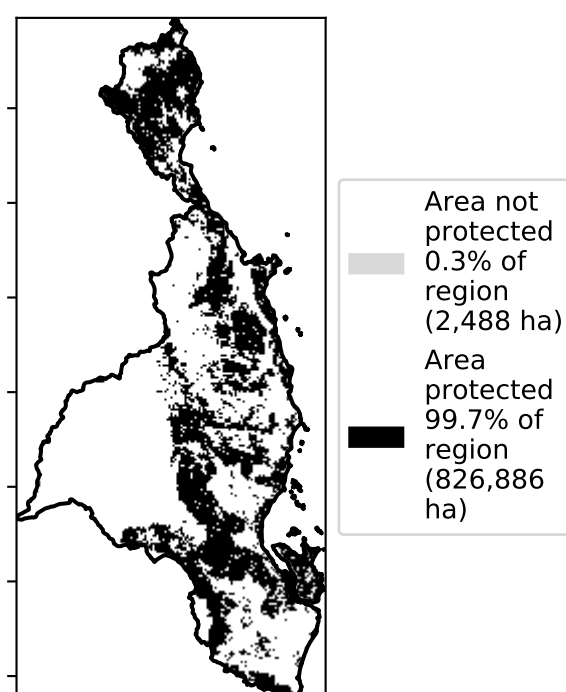 Area not
protected
0.3% of
region
(2,488 ha)
Area
protected
99.7% of
region
(826,886
ha)